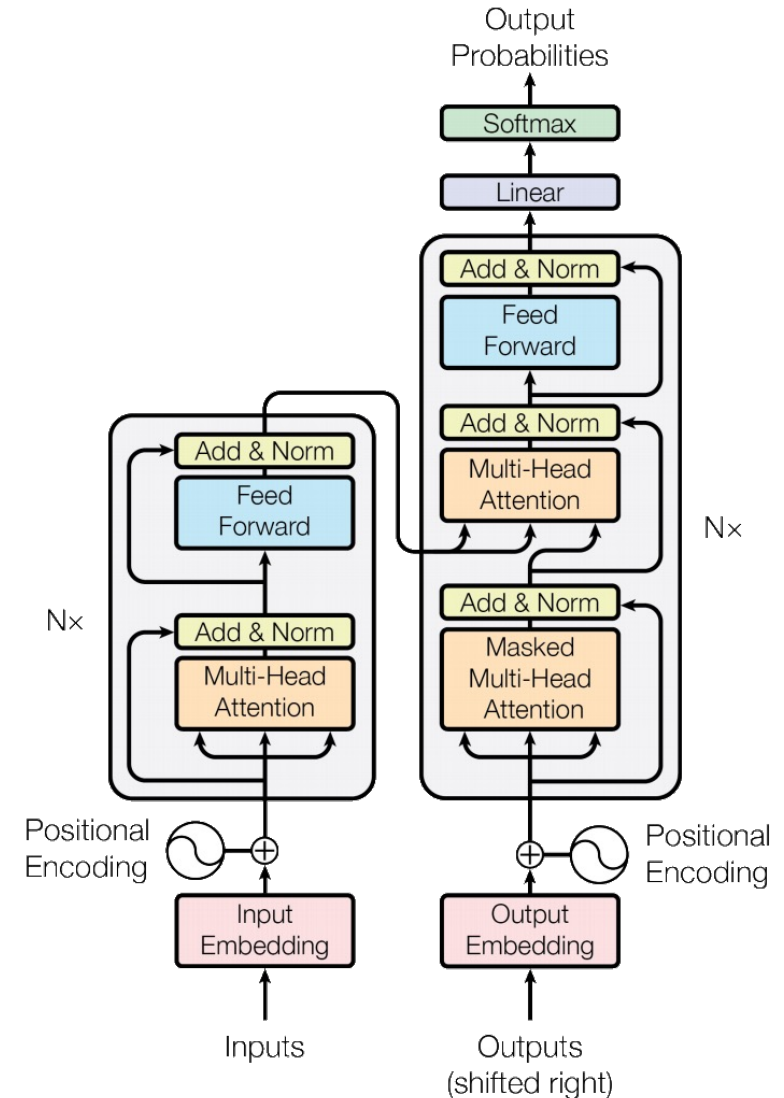 Output
Probabilities
Softmax
Linear
Add & Norm
Feed
Forward
Add & Norm
Multi-Head
Attention
Add & Norm
Masked
Multi-Head
Attention
Nx
Add & Norm
Feed
Forward
Add & Norm
Multi-Head
Attention
Nx
Positional
Encoding
Positional
Encoding
Input
Embedding
Output
Embedding
Inputs
Outputs
(shifted right)